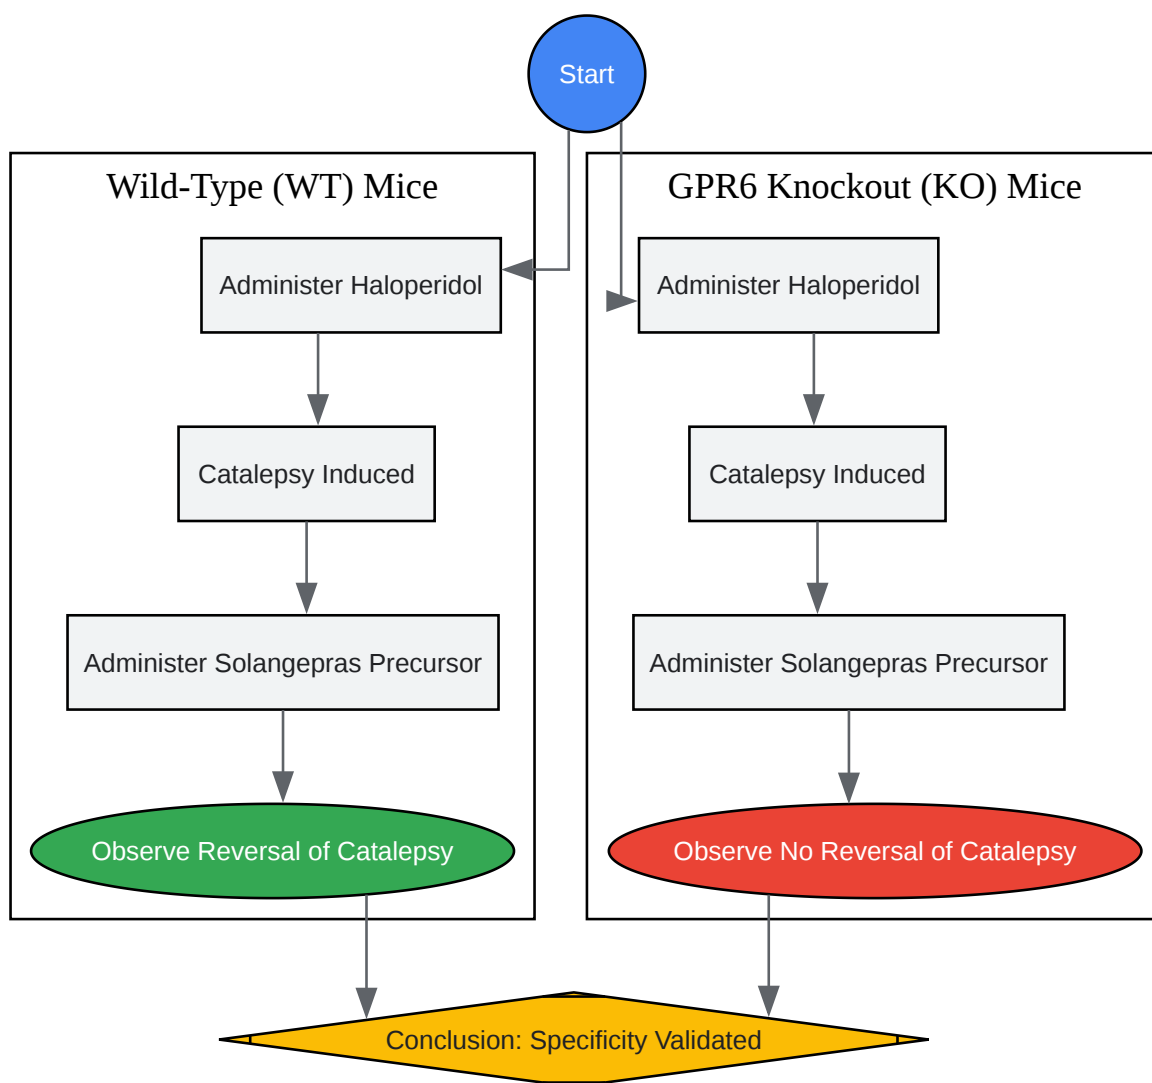 Start
Wild-Type (WT) Mice
Administer Haloperidol
Catalepsy Induced
Administer Solangepras Precursor
Observe Reversal of Catalepsy
GPR6 Knockout (KO) Mice
Administer Haloperidol
Catalepsy Induced
Administer Solangepras Precursor
Observe No Reversal of Catalepsy
Conclusion: Specificity Validated